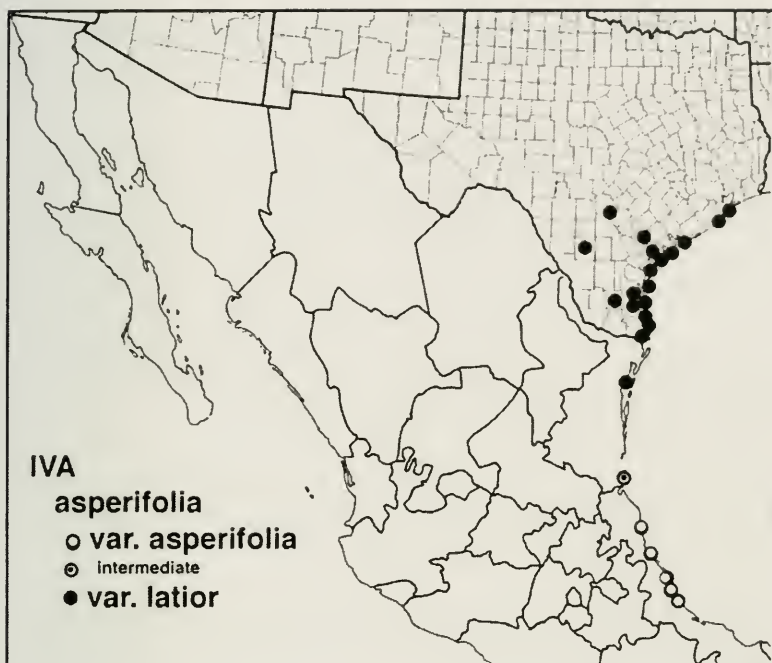 IVA
asperifolia
var. asperifolia
intermediate
var. latior